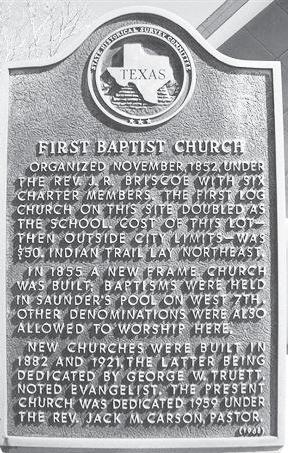 STATE HISTORICAL SURVEY COMMITTEE
TEXAS
FIRST BAPTIST CHURCH
ORGANIZED NOVEMBER, 1852, UNDER
THE REV. J. R. BRISCOE WITH SIX
CHARTER MEMBERS. THE FIRST LOG
CHURCH ON THIS SITE DOUBLED AS
THE SCHOOL. COST OF THIS LOT—
THEN OUTSIDE CITY LIMITS—WAS
$50. INDIAN TRAIL LAY NORTHEAST.
IN 1855 A NEW FRAME CHURCH
WAS BUILT; BAPTISMS WERE HELD
IN SAUNDER'S POOL ON WEST 7TH.
OTHER DENOMINATIONS WERE ALSO
ALLOWED TO WORSHIP HERE.
NEW CHURCHES WERE BUILT IN
1882 AND 1921, THE LATTER BEING
DEDICATED BY GEORGE W. TRUETT,
NOTED EVANGELIST. THE PRESENT
CHURCH WAS DEDICATED 1959 UNDER
THE REV. JACK M. CARSON, PASTOR.
(1968)